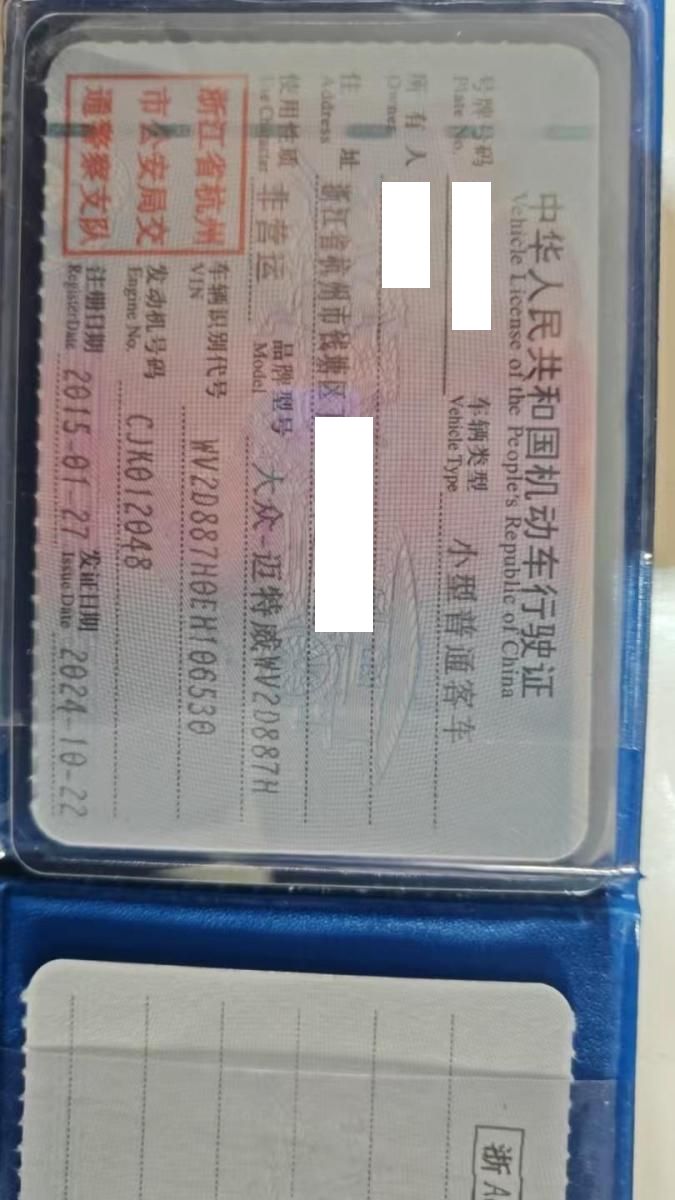 中华人民共和国机动车行驶证
Vehicle License of the People's Republic of China
号牌号码
Plate No.
车辆类型
Vehicle Type
小型普通客车
所有人
Owner
住址
Address
浙江省杭州市钱塘区
使用性质
Use Character
非营运
品牌型号
Model
大众-迈特威WV2D887H
浙江省杭州
市公安局交
通警察支队
车辆识别代号
VIN
WV2D887H0EH106530
发动机号码
Engine No.
CJK012048
注册日期
Register Date
2015-01-27
发证日期
Issue Date
2024-10-22
浙A